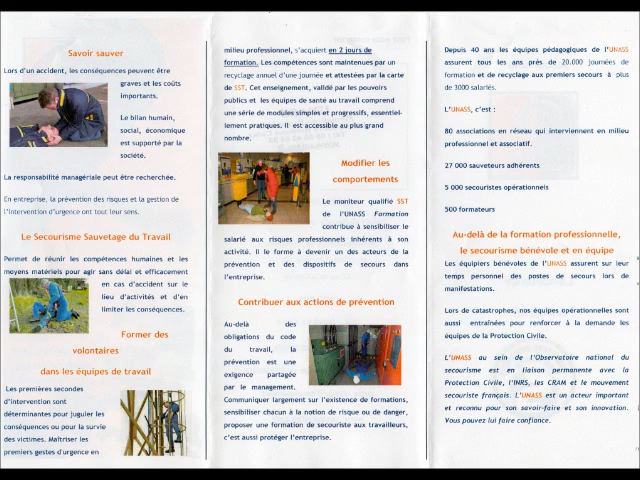 Savoir sauver
Lors d'un accident, les conséquences peuvent être
graves et les coûts
importants.
Le bilan humain,
social, économique
est supporté par la
société.
La responsabilité managériale peut être recherchée.
En entreprise, la prévention des risques et la gestion de
l'intervention d'urgence ont tout leur sens.
Le Secourisme Sauvetage du Travail
Permet de réunir les compétences humaines et les
moyens matériels pour agir sans délai et efficacement
en cas d'accident sur le
lieu d'activités et d'en
limiter les conséquences.
Former des
volontaires
dans les équipes de travail
Les premières secondes
d'intervention sont
déterminantes pour juguler les
conséquences ou pour la survie
des victimes. Maîtriser les
premiers gestes d'urgence en
milieu professionnel, s'acquiert en 2 jours de
formation. Les compétences sont maintenues par un
recyclage annuel d'une journée et attestées par la carte
de SST. Cet enseignement, validé par les pouvoirs
publics et les équipes de santé au travail comprend
une série de modules simples et progressifs, essentiel-
lement pratiques. Il est accessible au plus grand
nombre.
Modifier les
comportements
Le moniteur qualifié SST
de l'UNASS Formation
contribue à sensibiliser le
salarié aux risques professionnels inhérents à son
activité. Il le forme à devenir un des acteurs de la
prévention et des dispositifs de secours dans
l'entreprise.
Contribuer aux actions de prévention
Au-delà des
obligations du code
du travail, la
prévention est une
exigence partagée
par le management.
Communiquer largement sur l'existence de formations,
sensibiliser chacun à la notion de risque ou de danger,
proposer une formation de secouriste aux travailleurs,
c'est aussi protéger l'entreprise.
Depuis 40 ans les équipes pédagogiques de l'UNASS
assurent tous les ans près de 20.000 journées de
formation et de recyclage aux premiers secours à plus
de 3000 salariés.
L'UNASS, c'est :
80 associations en réseau qui interviennent en milieu
professionnel et associatif.
27 000 sauveteurs adhérents
5 000 secouristes opérationnels
500 formateurs
Au-delà de la formation professionnelle,
le secourisme bénévole et en équipe
Les équipiers bénévoles de l'UNASS assurent sur leur
temps personnel des postes de secours lors de
manifestations.
Lors de catastrophes, nos équipes opérationnelles sont
aussi entraînées pour renforcer à la demande les
équipes de la Protection Civile.
L'UNASS au sein de l'Observatoire national du
secourisme est en liaison permanente avec la
Protection Civile, l'INRS, les CRAM et le mouvement
secouriste français. L'UNASS est un acteur important
et reconnu pour son savoir-faire et son innovation.
Vous pouvez lui faire confiance.